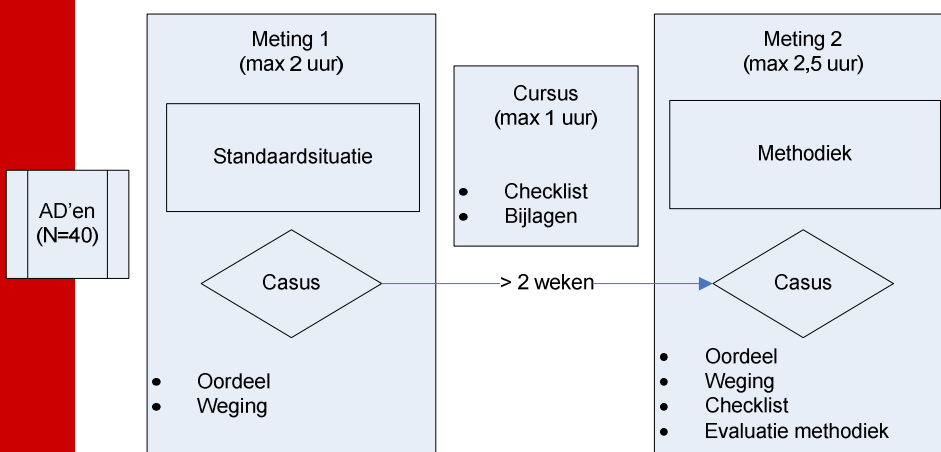 AD'en
(N=40)
Meting 1
(max 2 uur)
Standaardsituatie
Casus
• Oordeel
• Weging
Cursus
(max 1 uur)
• Checklist
• Bijlagen
> 2 weken
Meting 2
(max 2,5 uur)
Methodiek
Casus
• Oordeel
• Weging
• Checklist
• Evaluatie methodiek